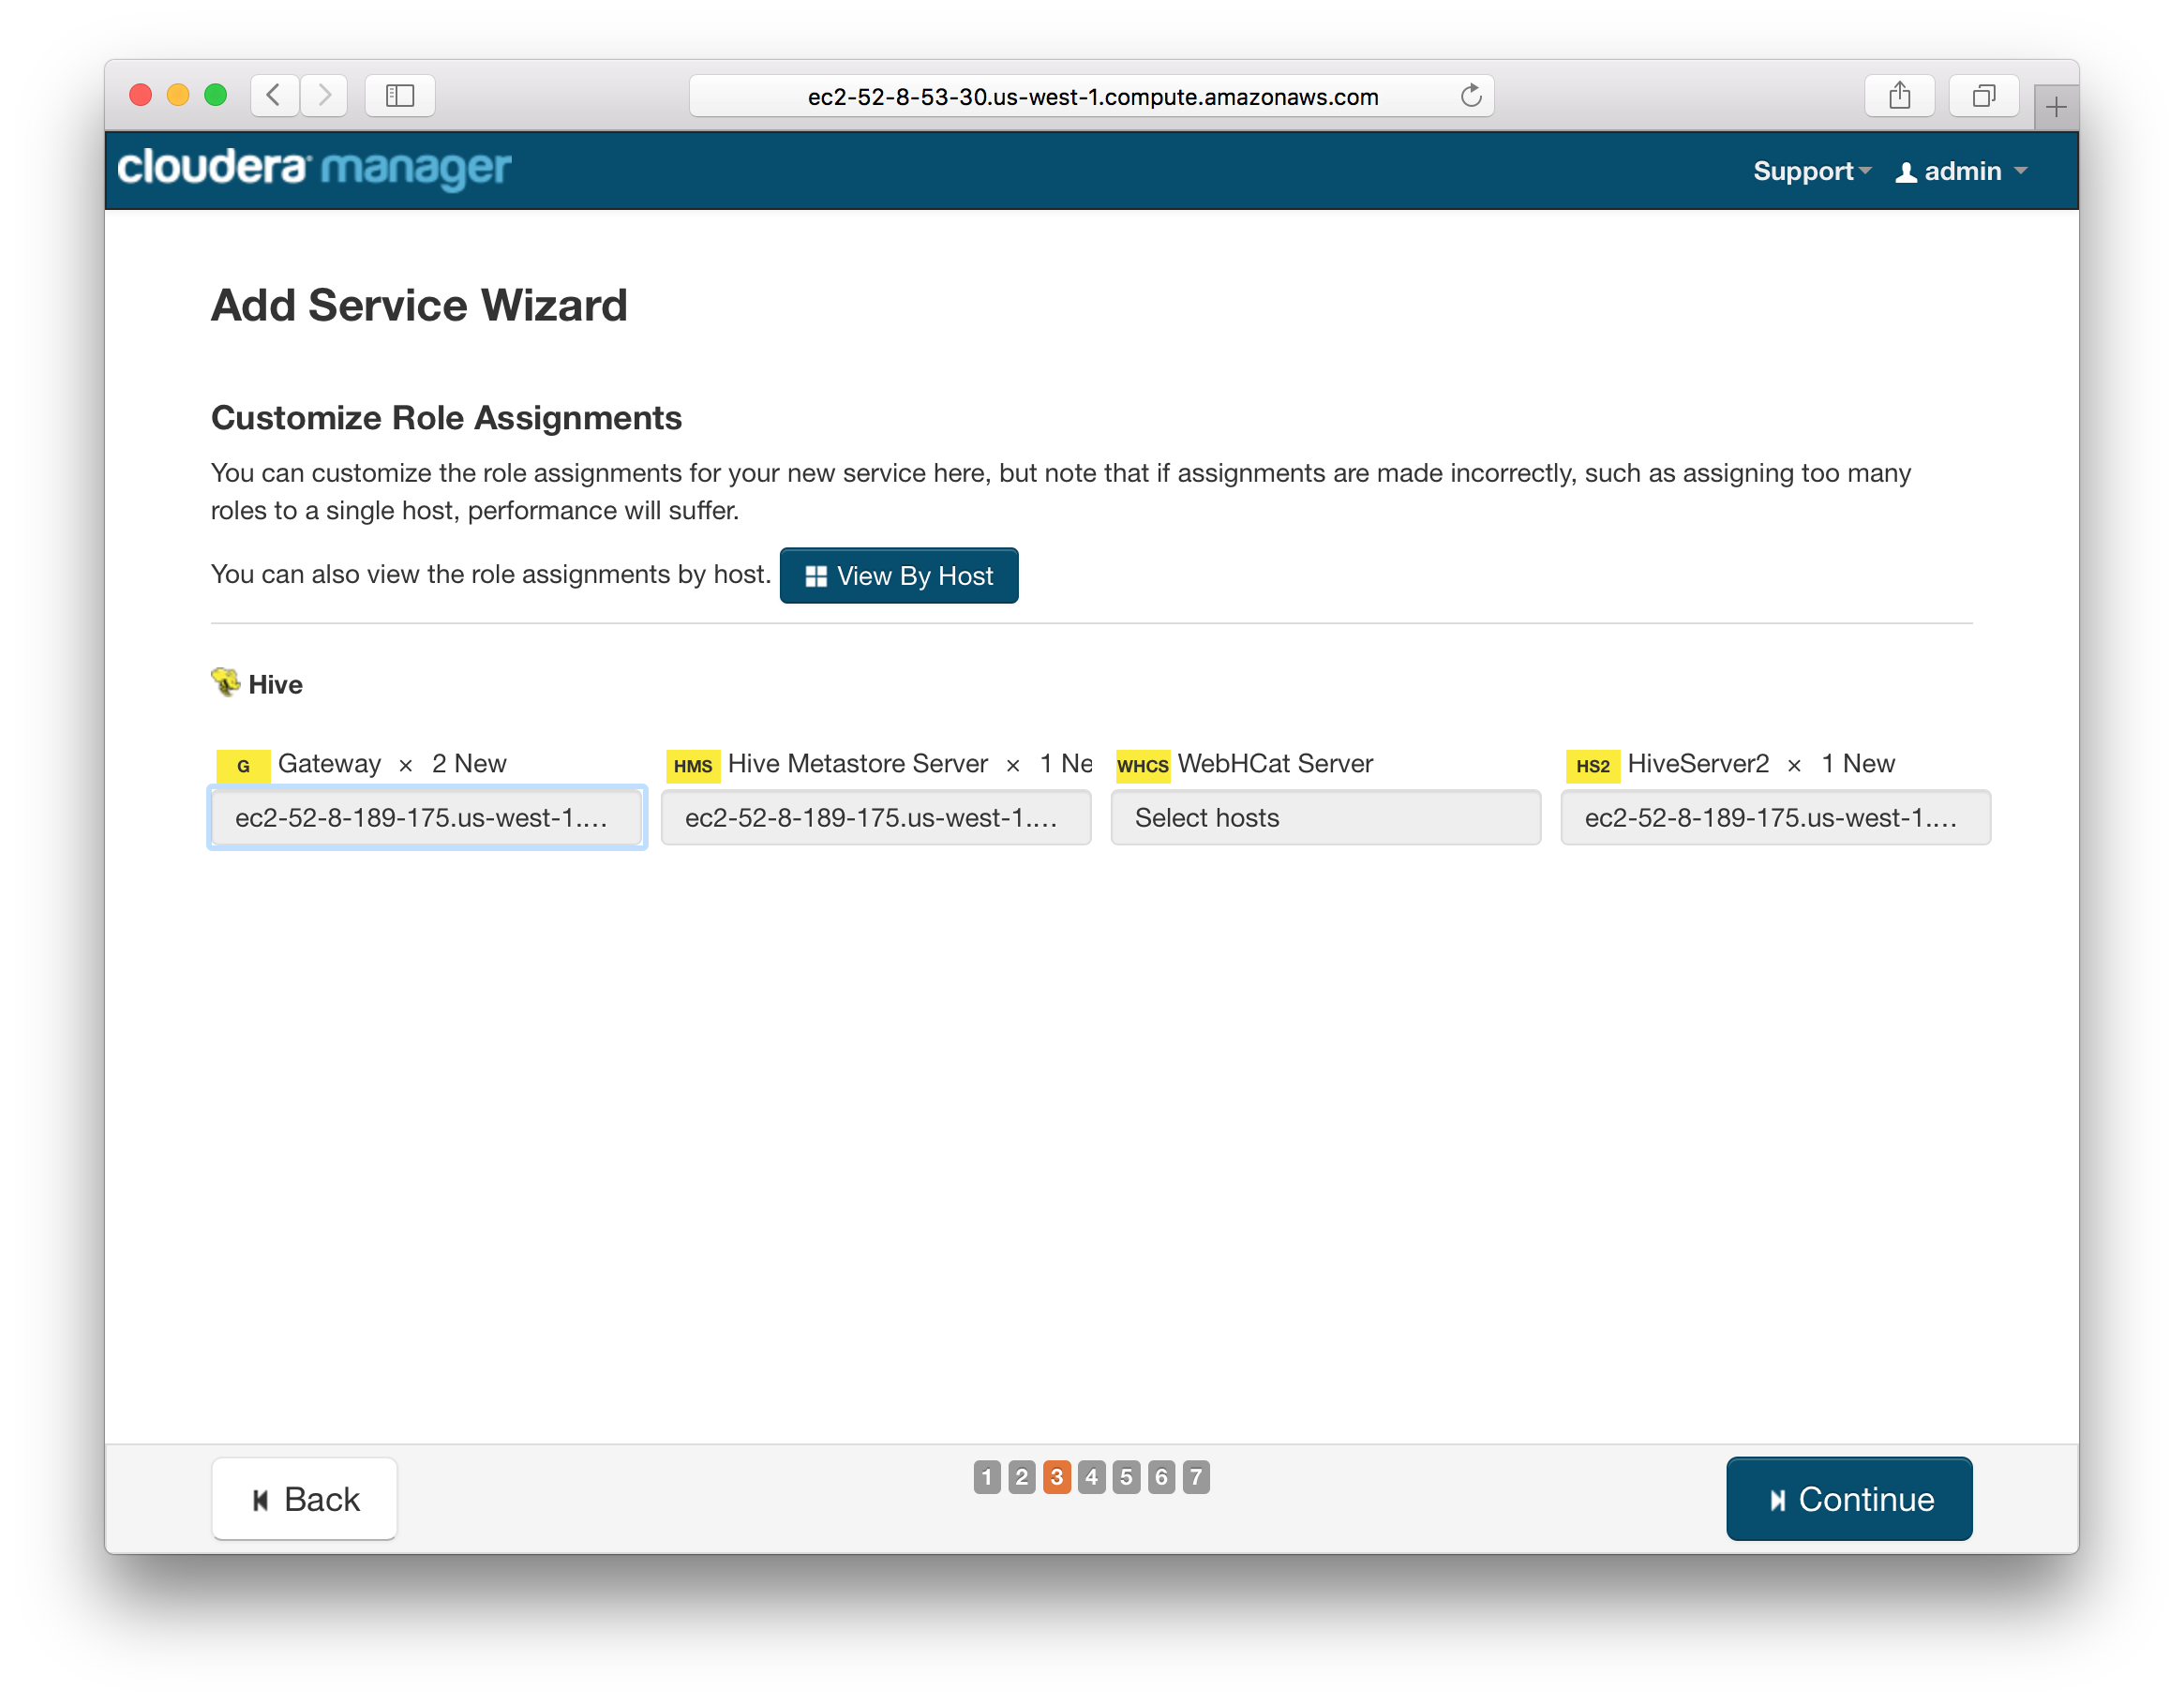 ec2-52-8-53-30.us-west-1.compute.amazonaws.com
cloudera manager
Support
admin
Add Service Wizard
Customize Role Assignments
You can customize the role assignments for your new service here, but note that if assignments are made incorrectly, such as assigning too many
roles to a single host, performance will suffer.
You can also view the role assignments by host. View By Host
Hive
G Gateway × 2 New
HMS Hive Metastore Server × 1 Ne
WHCS WebHCat Server
HS2 HiveServer2 × 1 New
ec2-52-8-189-175.us-west-1....
ec2-52-8-189-175.us-west-1....
Select hosts
ec2-52-8-189-175.us-west-1....
Back
1 2 3 4 5 6 7
Continue